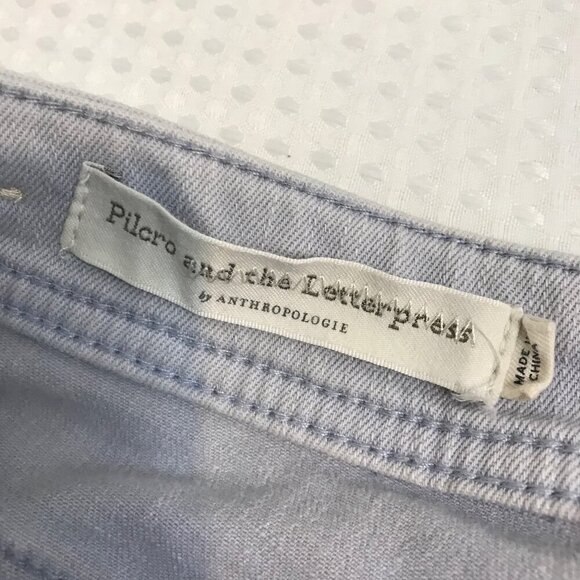 Pilcro and the Letterpress
by ANTHROPOLOGIE
MADE IN
CHINA